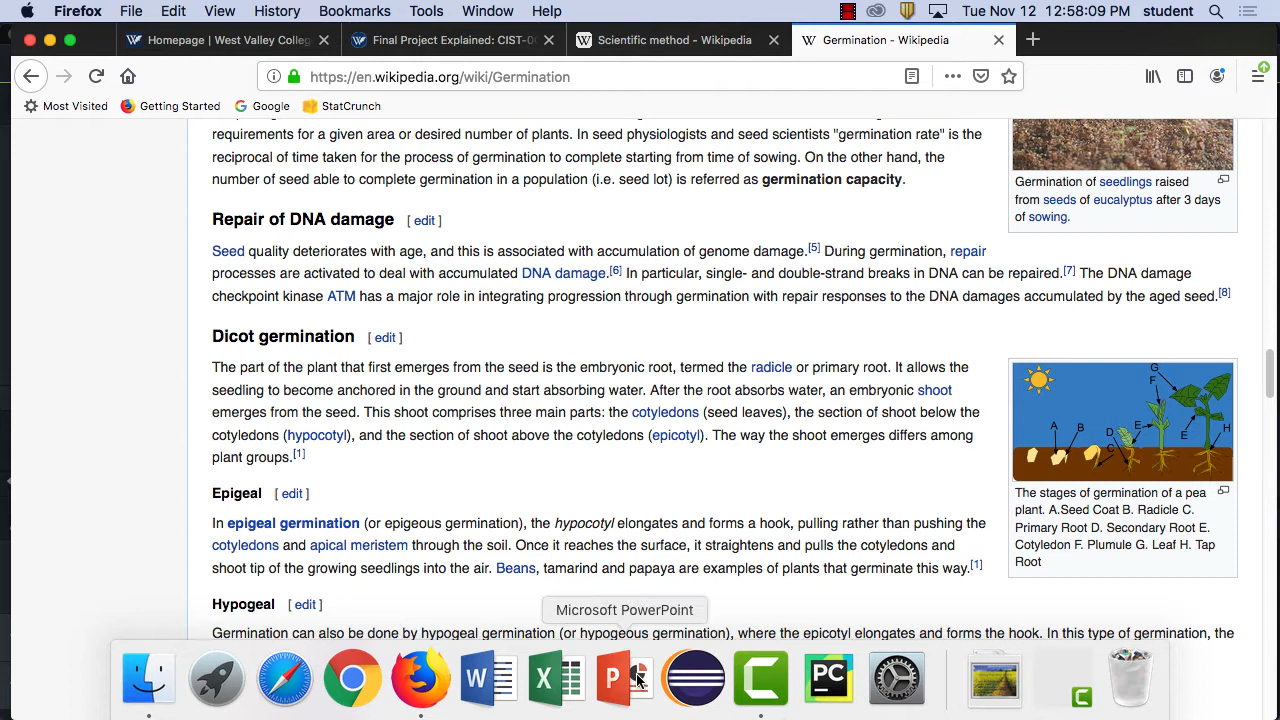 Firefox File Edit View History Bookmarks Tools Window Help Tue Nov 12 12:58:09 PM student
Homepage | West Valley Colleg Final Project Explained: CIST-00 Scientific method - Wikipedia Germination - Wikipedia
https://en.wikipedia.org/wiki/Germination
Most Visited Getting Started Google StatCrunch
requirements for a given area or desired number of plants. In seed physiologists and seed scientists "germination rate" is the
reciprocal of time taken for the process of germination to complete starting from time of sowing. On the other hand, the
number of seed able to complete germination in a population (i.e. seed lot) is referred as germination capacity.
Germination of seedlings raised
from seeds of eucalyptus after 3 days
of sowing.
Repair of DNA damage [ edit ]
Seed quality deteriorates with age, and this is associated with accumulation of genome damage.[5] During germination, repair
processes are activated to deal with accumulated DNA damage.[6] In particular, single- and double-strand breaks in DNA can be repaired.[7] The DNA damage
checkpoint kinase ATM has a major role in integrating progression through germination with repair responses to the DNA damages accumulated by the aged seed.[8]
Dicot germination [ edit ]
The part of the plant that first emerges from the seed is the embryonic root, termed the radicle or primary root. It allows the
seedling to become anchored in the ground and start absorbing water. After the root absorbs water, an embryonic shoot
emerges from the seed. This shoot comprises three main parts: the cotyledons (seed leaves), the section of shoot below the
cotyledons (hypocotyl), and the section of shoot above the cotyledons (epicotyl). The way the shoot emerges differs among
plant groups.[1]
G
F
A B D E E H
C
The stages of germination of a pea
plant. A.Seed Coat B. Radicle C.
Primary Root D. Secondary Root E.
Cotyledon F. Plumule G. Leaf H. Tap
Root
Epigeal [ edit ]
In epigeal germination (or epigeous germination), the hypocotyl elongates and forms a hook, pulling rather than pushing the
cotyledons and apical meristem through the soil. Once it reaches the surface, it straightens and pulls the cotyledons and
shoot tip of the growing seedlings into the air. Beans, tamarind and papaya are examples of plants that germinate this way.[1]
Hypogeal [ edit ]
Germination can also be done by hypogeal germination (or hypogeous germination), where the epicotyl elongates and forms the hook. In this type of germination, the
Microsoft PowerPoint
W X P C PC C